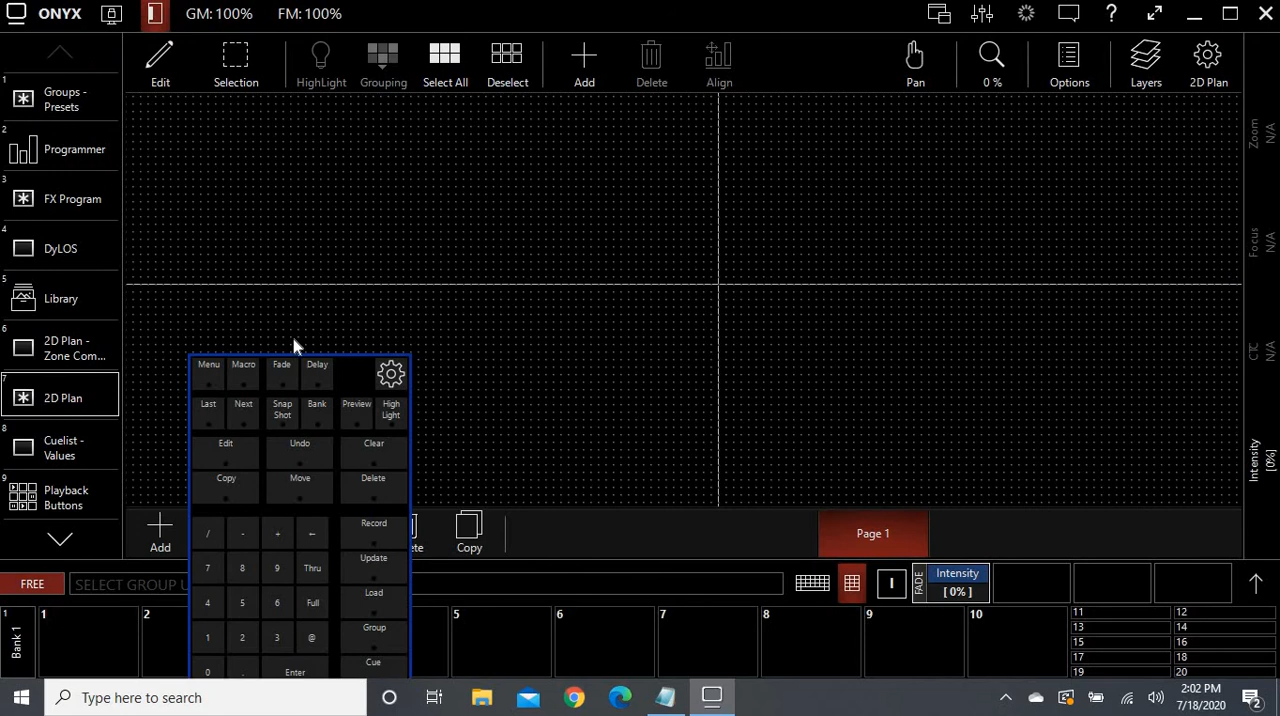 ONYX GM: 100% FM: 100% ?
Edit Selection HighLight Grouping Select All Deselect Add Delete Align Pan 0 % Options Layers 2D Plan
1 Groups -
Presets
2 Programmer
3 FX Program
4 DyLOS
5 Library
6 2D Plan -
Zone Com...
7 2D Plan
8 Cuelist -
Values
9 Playback
Buttons
Zoom N/A
Focus N/A
CTC N/A
Intensity [0%]
Menu Macro Fade Delay
Last Next Snap Shot Bank Preview High Light
Edit Undo Clear
Copy Move Delete
/ - + ← Record
7 8 9 Thru Update
4 5 6 Full Load
1 2 3 @ Group
0 . Enter Cue
Add ete Copy Page 1
FREE SELECT GROUP U I FADE Intensity
[ 0% ]
1 Bank 1 1 2 5 6 7 8 9 10
11 12
13 14
15 16
17 18
19 20
Type here to search
2:02 PM
7/18/2020
2